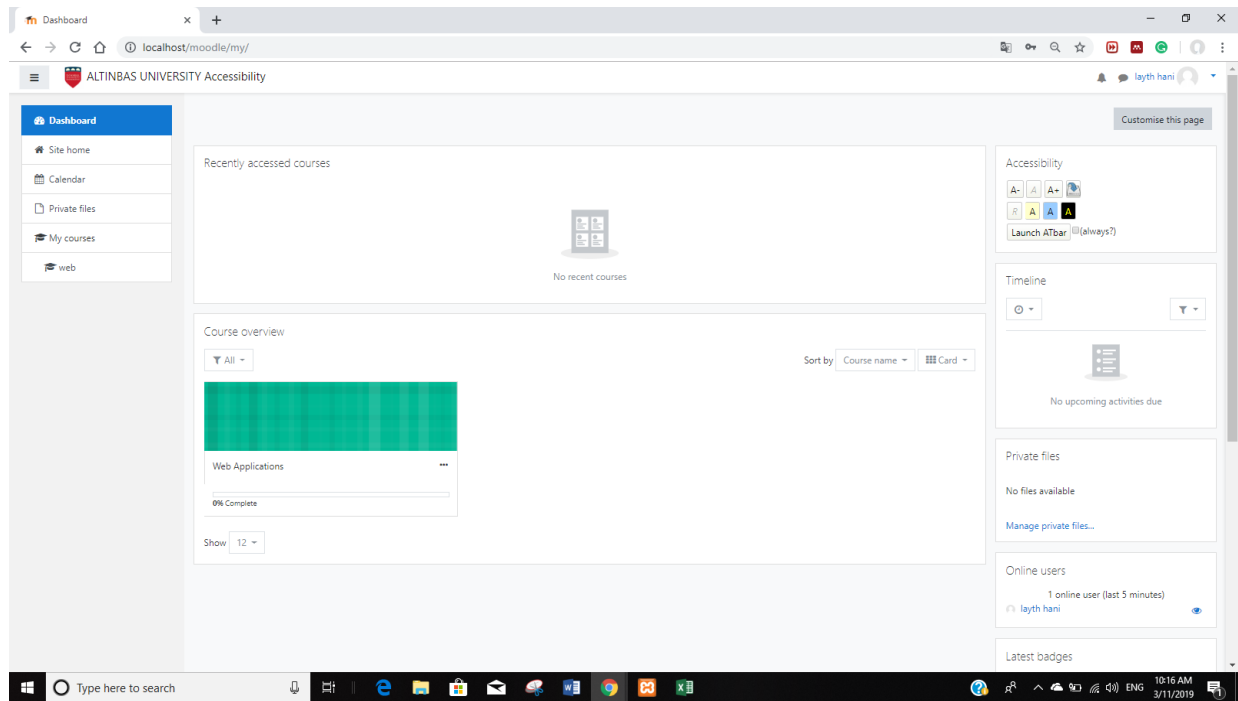 Dashboard
localhost/moodle/my/
ALTINBAS UNIVERSITY Accessibility
layth hani
Dashboard
Site home
Calendar
Private files
My courses
web
Customise this page
Recently accessed courses
No recent courses
Course overview
All
Sort by Course name Card
Web Applications
0% Complete
Show 12
Accessibility
A- A A+
R A A A
Launch ATbar (always?)
Timeline
No upcoming activities due
Private files
No files available
Manage private files...
Online users
1 online user (last 5 minutes)
layth hani
Latest badges
Type here to search
ENG
10:16 AM
3/11/2019